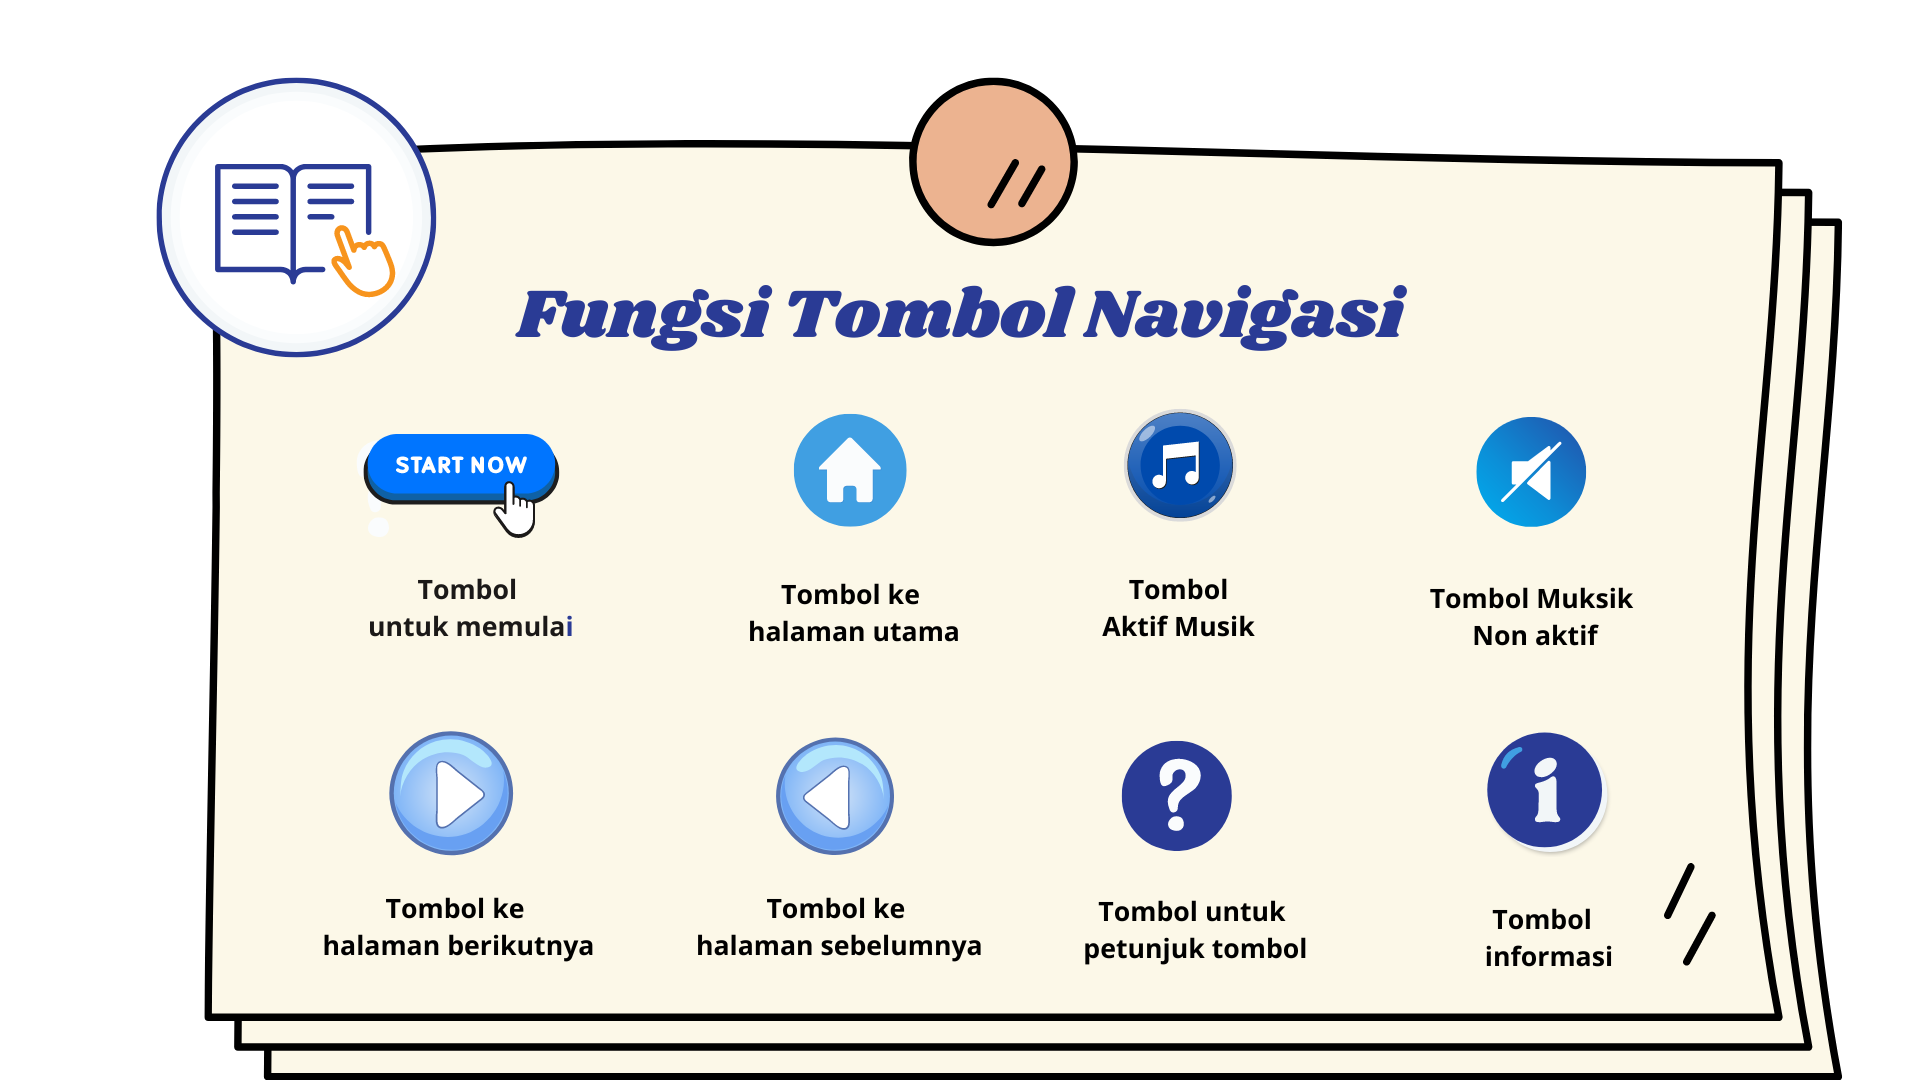 Fungsi Tombol Navigasi
START NOW
Tombol
untuk memulai
Tombol ke
halaman utama
Tombol
Aktif Musik
Tombol Muksik
Non aktif
Tombol ke
halaman berikutnya
Tombol ke
halaman sebelumnya
?
Tombol untuk
petunjuk tombol
i
Tombol
informasi